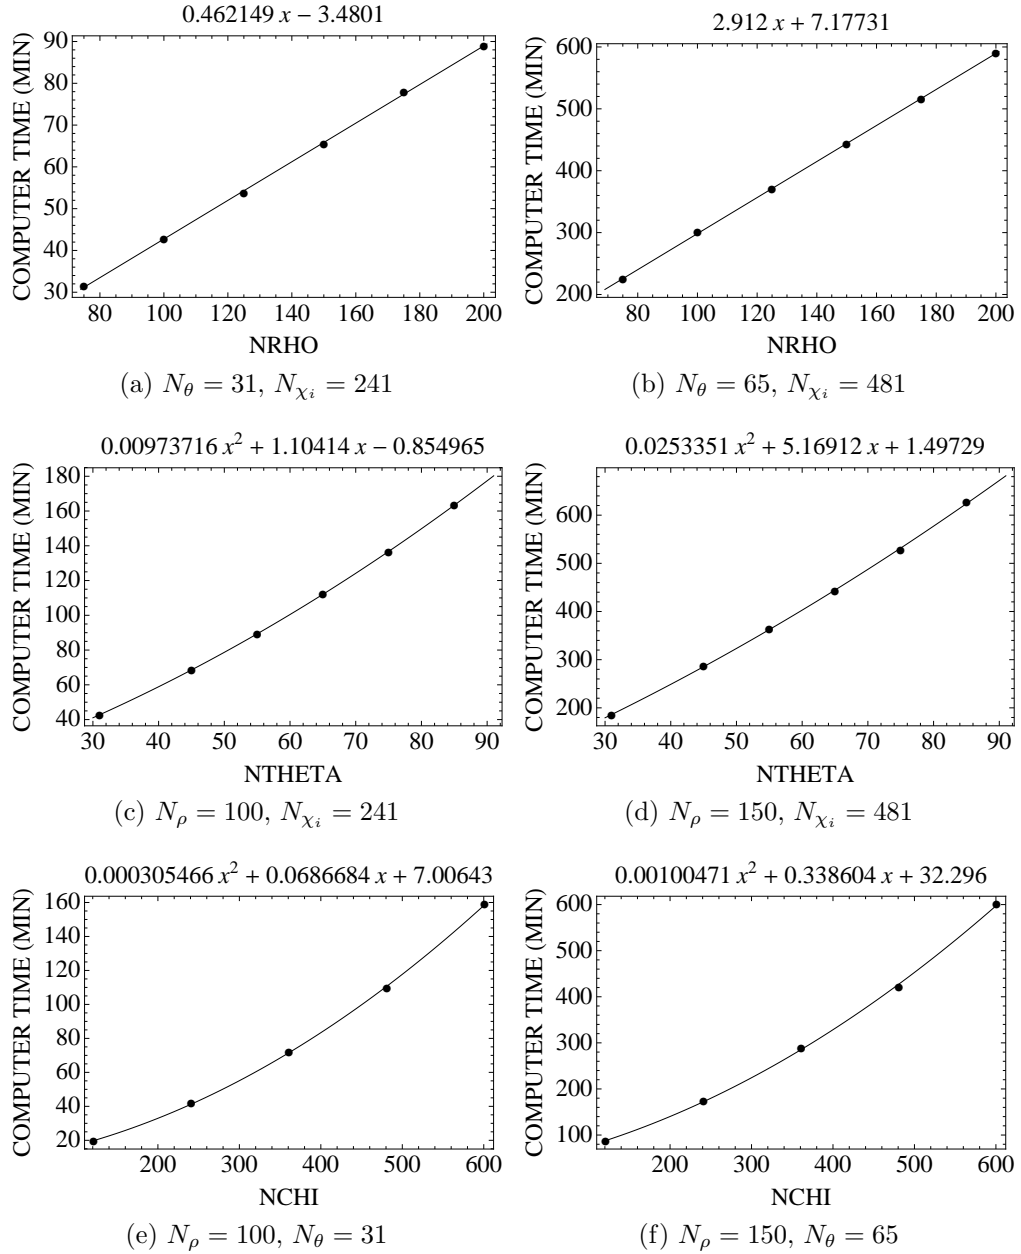 0.462149 x − 3.4801
COMPUTER TIME (MIN)
90
80
70
60
50
40
30
80 100 120 140 160 180 200
NRHO
(a) N_θ = 31, N_{χ_i} = 241
2.912 x + 7.17731
COMPUTER TIME (MIN)
600
500
400
300
200
80 100 120 140 160 180 200
NRHO
(b) N_θ = 65, N_{χ_i} = 481
0.00973716 x² + 1.10414 x − 0.854965
COMPUTER TIME (MIN)
180
160
140
120
100
80
60
40
30 40 50 60 70 80 90
NTHETA
(c) N_ρ = 100, N_{χ_i} = 241
0.0253351 x² + 5.16912 x + 1.49729
COMPUTER TIME (MIN)
600
500
400
300
200
30 40 50 60 70 80 90
NTHETA
(d) N_ρ = 150, N_{χ_i} = 481
0.000305466 x² + 0.0686684 x + 7.00643
COMPUTER TIME (MIN)
160
140
120
100
80
60
40
20
200 300 400 500 600
NCHI
(e) N_ρ = 100, N_θ = 31
0.00100471 x² + 0.338604 x + 32.296
COMPUTER TIME (MIN)
600
500
400
300
200
100
200 300 400 500 600
NCHI
(f) N_ρ = 150, N_θ = 65